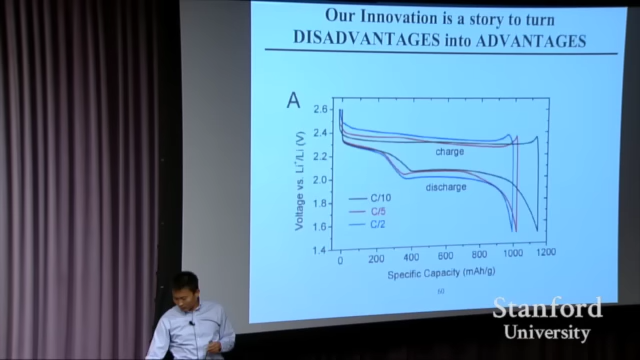 Our Innovation is a story to turn
DISADVANTAGES into ADVANTAGES
A
2.6
2.4
2.2
2.0
1.8
1.6
1.4
Voltage vs. Li⁺/Li (V)
charge
discharge
C/10
C/5
C/2
0 200 400 600 800 1000 1200
Specific Capacity (mAh/g)
Stanford
University